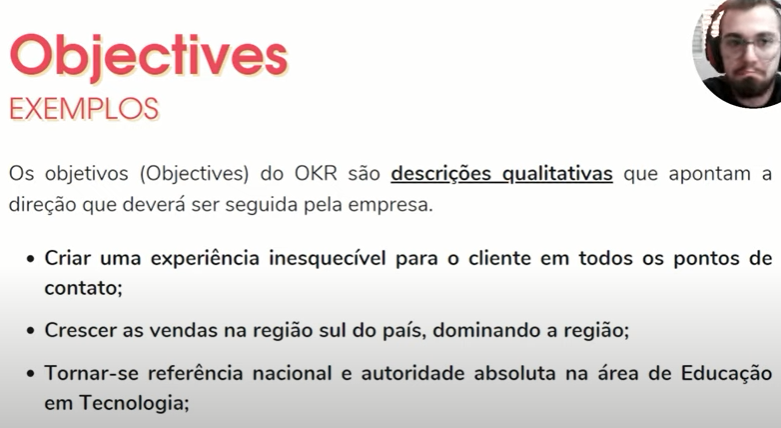 Objectives
EXEMPLOS
Os objetivos (Objectives) do OKR são descrições qualitativas que apontam a
direção que deverá ser seguida pela empresa.
• Criar uma experiência inesquecível para o cliente em todos os pontos de
contato;
• Crescer as vendas na região sul do país, dominando a região;
• Tornar-se referência nacional e autoridade absoluta na área de Educação
em Tecnologia;